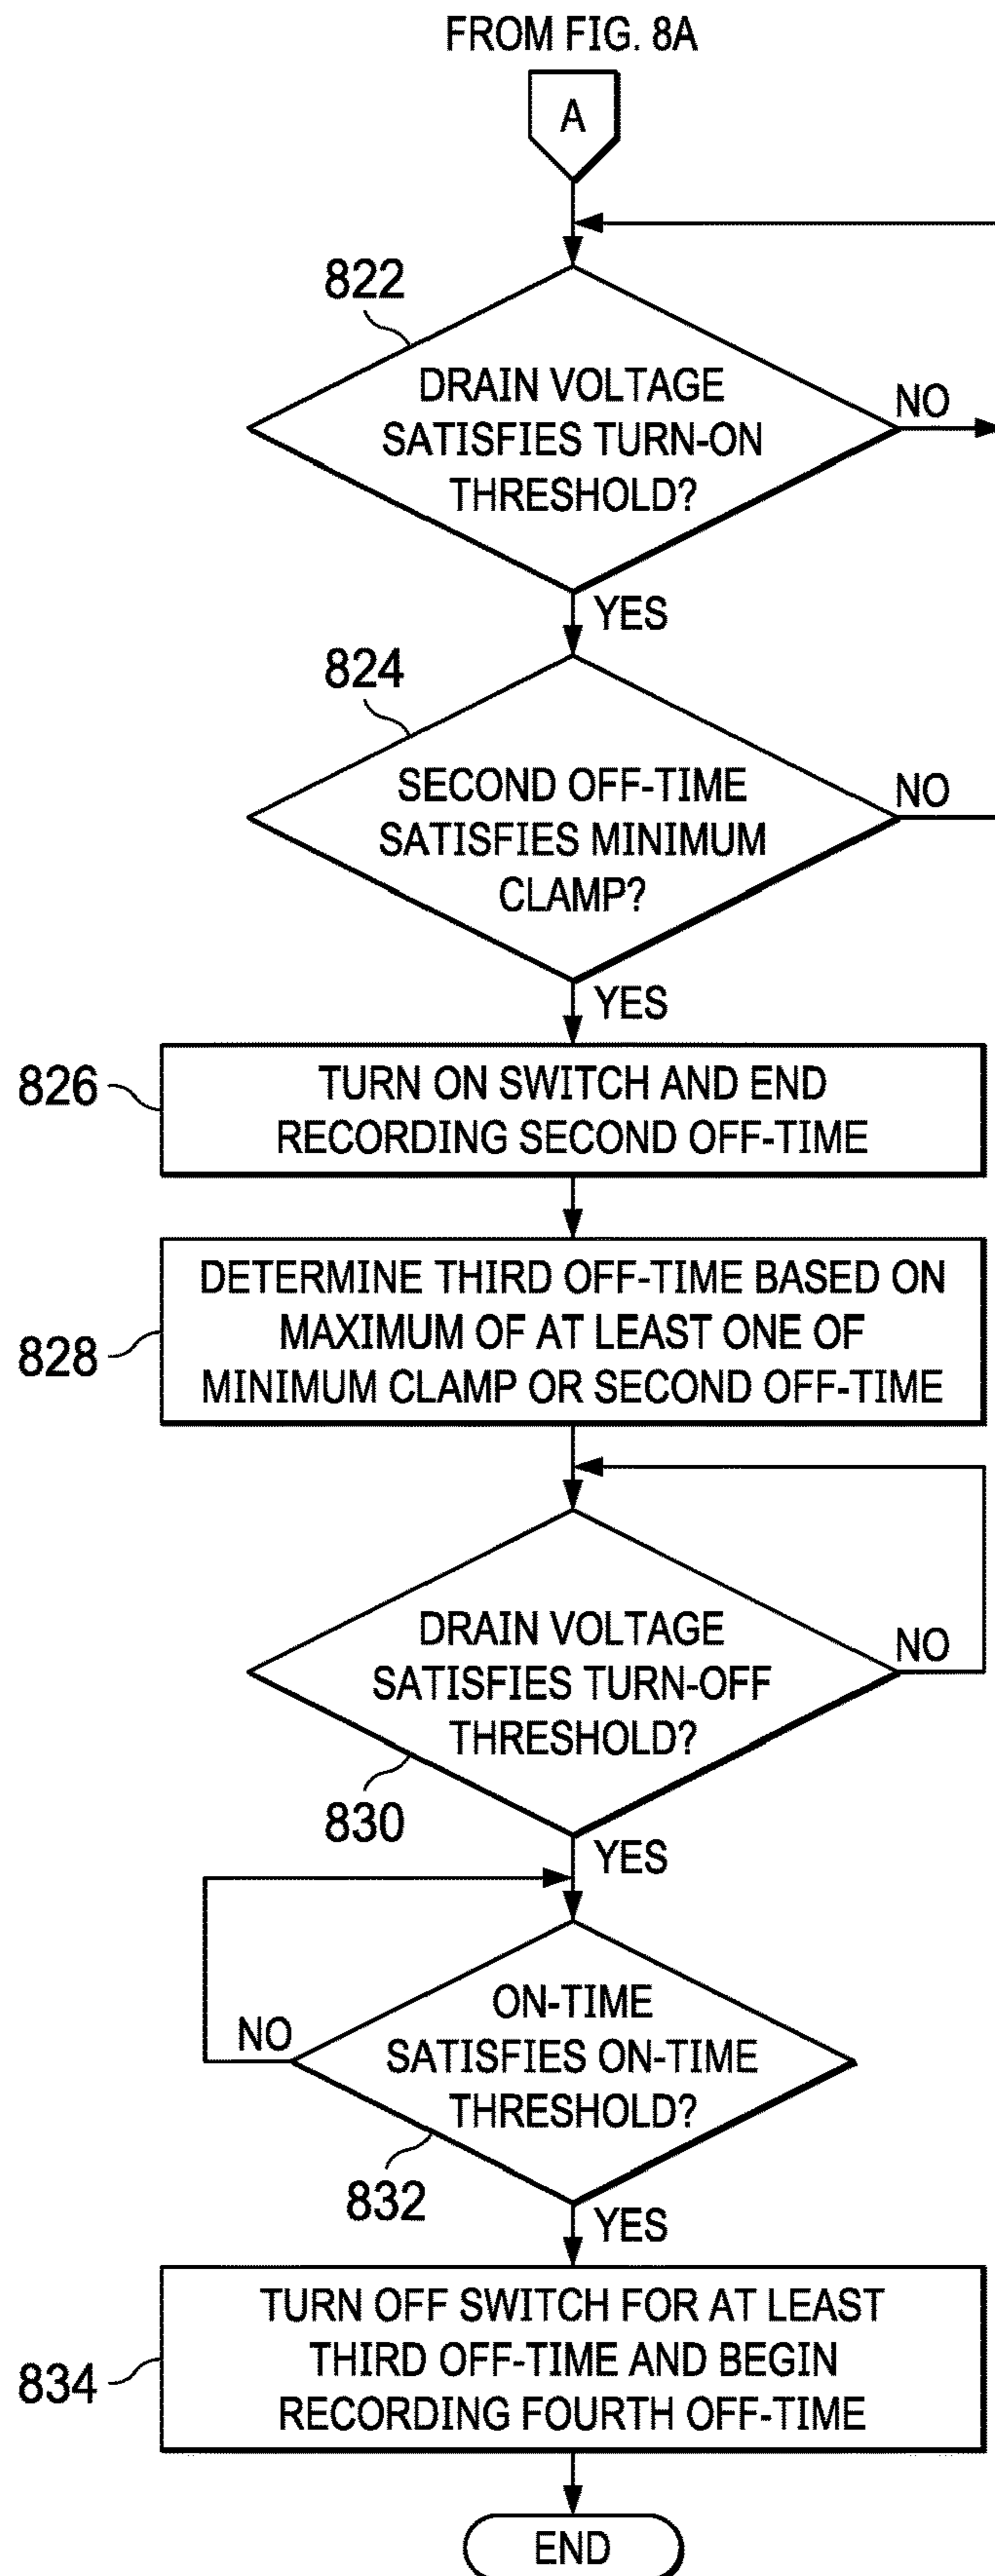 FROM FIG. 8A
A
822
DRAIN VOLTAGE
SATISFIES TURN-ON
THRESHOLD?
NO
YES
824
SECOND OFF-TIME
SATISFIES MINIMUM
CLAMP?
NO
YES
826
TURN ON SWITCH AND END
RECORDING SECOND OFF-TIME
828
DETERMINE THIRD OFF-TIME BASED ON
MAXIMUM OF AT LEAST ONE OF
MINIMUM CLAMP OR SECOND OFF-TIME
DRAIN VOLTAGE
SATISFIES TURN-OFF
THRESHOLD?
NO
830
YES
ON-TIME
SATISFIES ON-TIME
THRESHOLD?
NO
832
YES
834
TURN OFF SWITCH FOR AT LEAST
THIRD OFF-TIME AND BEGIN
RECORDING FOURTH OFF-TIME
END